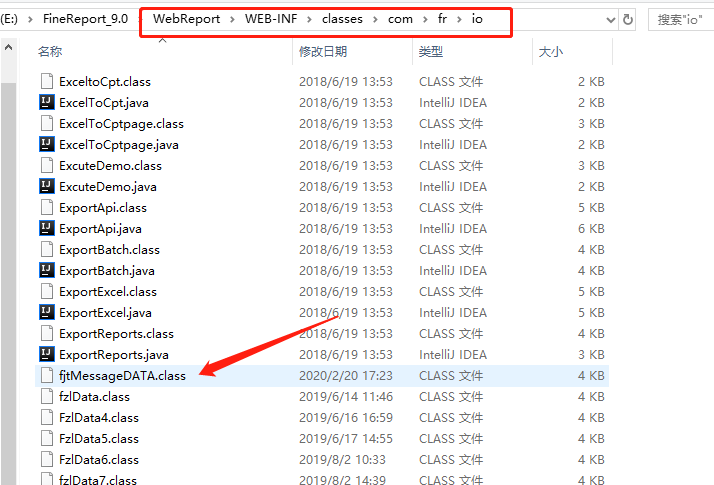 (E:) > FineReport_9.0 > WebReport > WEB-INF > classes > com > fr > io 搜索"io"
名称 修改日期 类型 大小
ExceltoCpt.class 2018/6/19 13:53 CLASS 文件 2 KB
ExcelToCpt.java 2018/6/19 13:53 IntelliJ IDEA 2 KB
ExcelToCptpage.class 2018/6/19 13:53 CLASS 文件 3 KB
ExcelToCptpage.java 2018/6/19 13:53 IntelliJ IDEA 2 KB
ExcuteDemo.class 2018/6/19 13:53 CLASS 文件 3 KB
ExcuteDemo.java 2018/6/19 13:53 IntelliJ IDEA 2 KB
ExportApi.class 2018/6/19 13:53 CLASS 文件 5 KB
ExportApi.java 2018/6/19 13:53 IntelliJ IDEA 6 KB
ExportBatch.class 2018/6/19 13:53 CLASS 文件 4 KB
ExportBatch.java 2018/6/19 13:53 IntelliJ IDEA 4 KB
ExportExcel.class 2018/6/19 13:53 CLASS 文件 5 KB
ExportExcel.java 2018/6/19 13:53 IntelliJ IDEA 5 KB
ExportReports.class 2018/6/19 13:53 CLASS 文件 4 KB
ExportReports.java 2018/6/19 13:53 IntelliJ IDEA 3 KB
fjtMessageDATA.class 2020/2/20 17:23 CLASS 文件 4 KB
fzlData.class 2019/6/14 11:46 CLASS 文件 4 KB
FzlData4.class 2019/6/16 16:59 CLASS 文件 4 KB
FzlData5.class 2019/6/17 14:55 CLASS 文件 4 KB
FzlData6.class 2019/8/2 10:33 CLASS 文件 4 KB
fzlData7.class 2019/8/2 14:39 CLASS 文件 4 KB